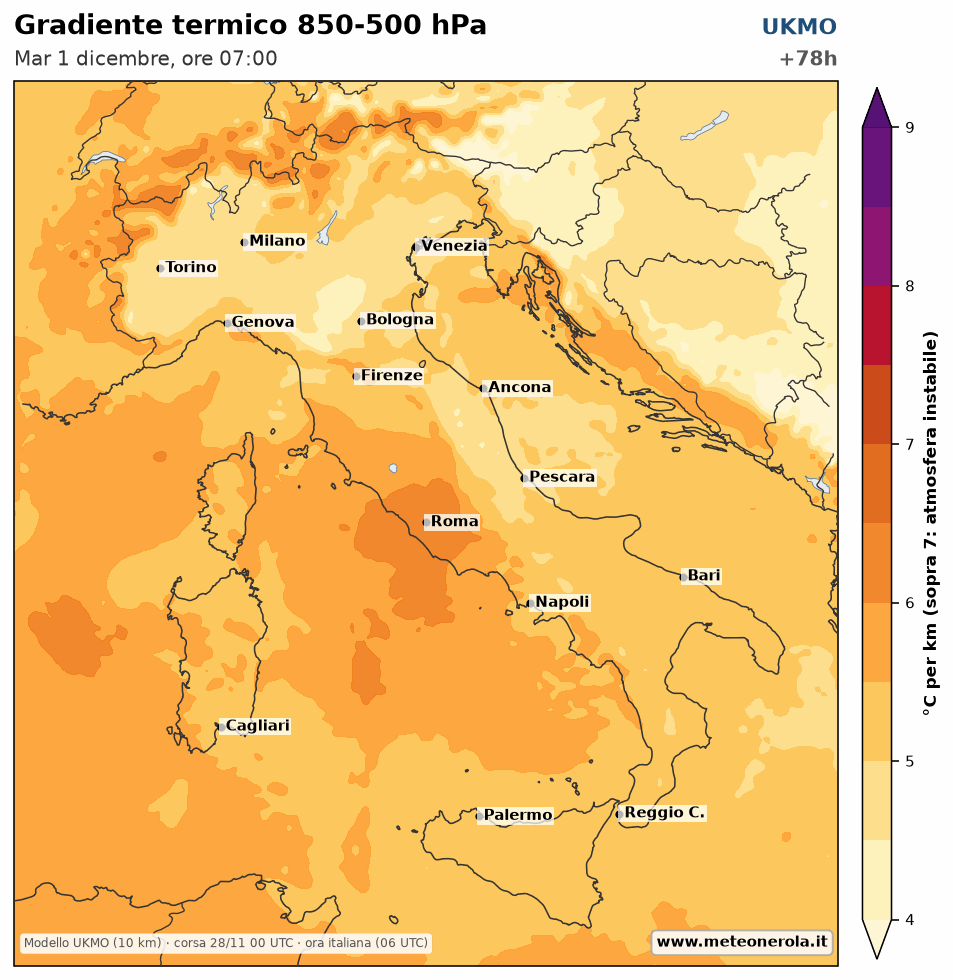 Gradiente termico 850-500 hPa
UKMO
Mar 1 dicembre, ore 07:00
+78h
Milano
Venezia
Torino
Genova
Bologna
Firenze
Ancona
Pescara
Roma
Bari
Napoli
Cagliari
Palermo
Reggio C.
9
8
7
6
5
4
°C per km (sopra 7: atmosfera instabile)
Modello UKMO (10 km) · corsa 28/11 00 UTC · ora italiana (06 UTC)
www.meteonerola.it